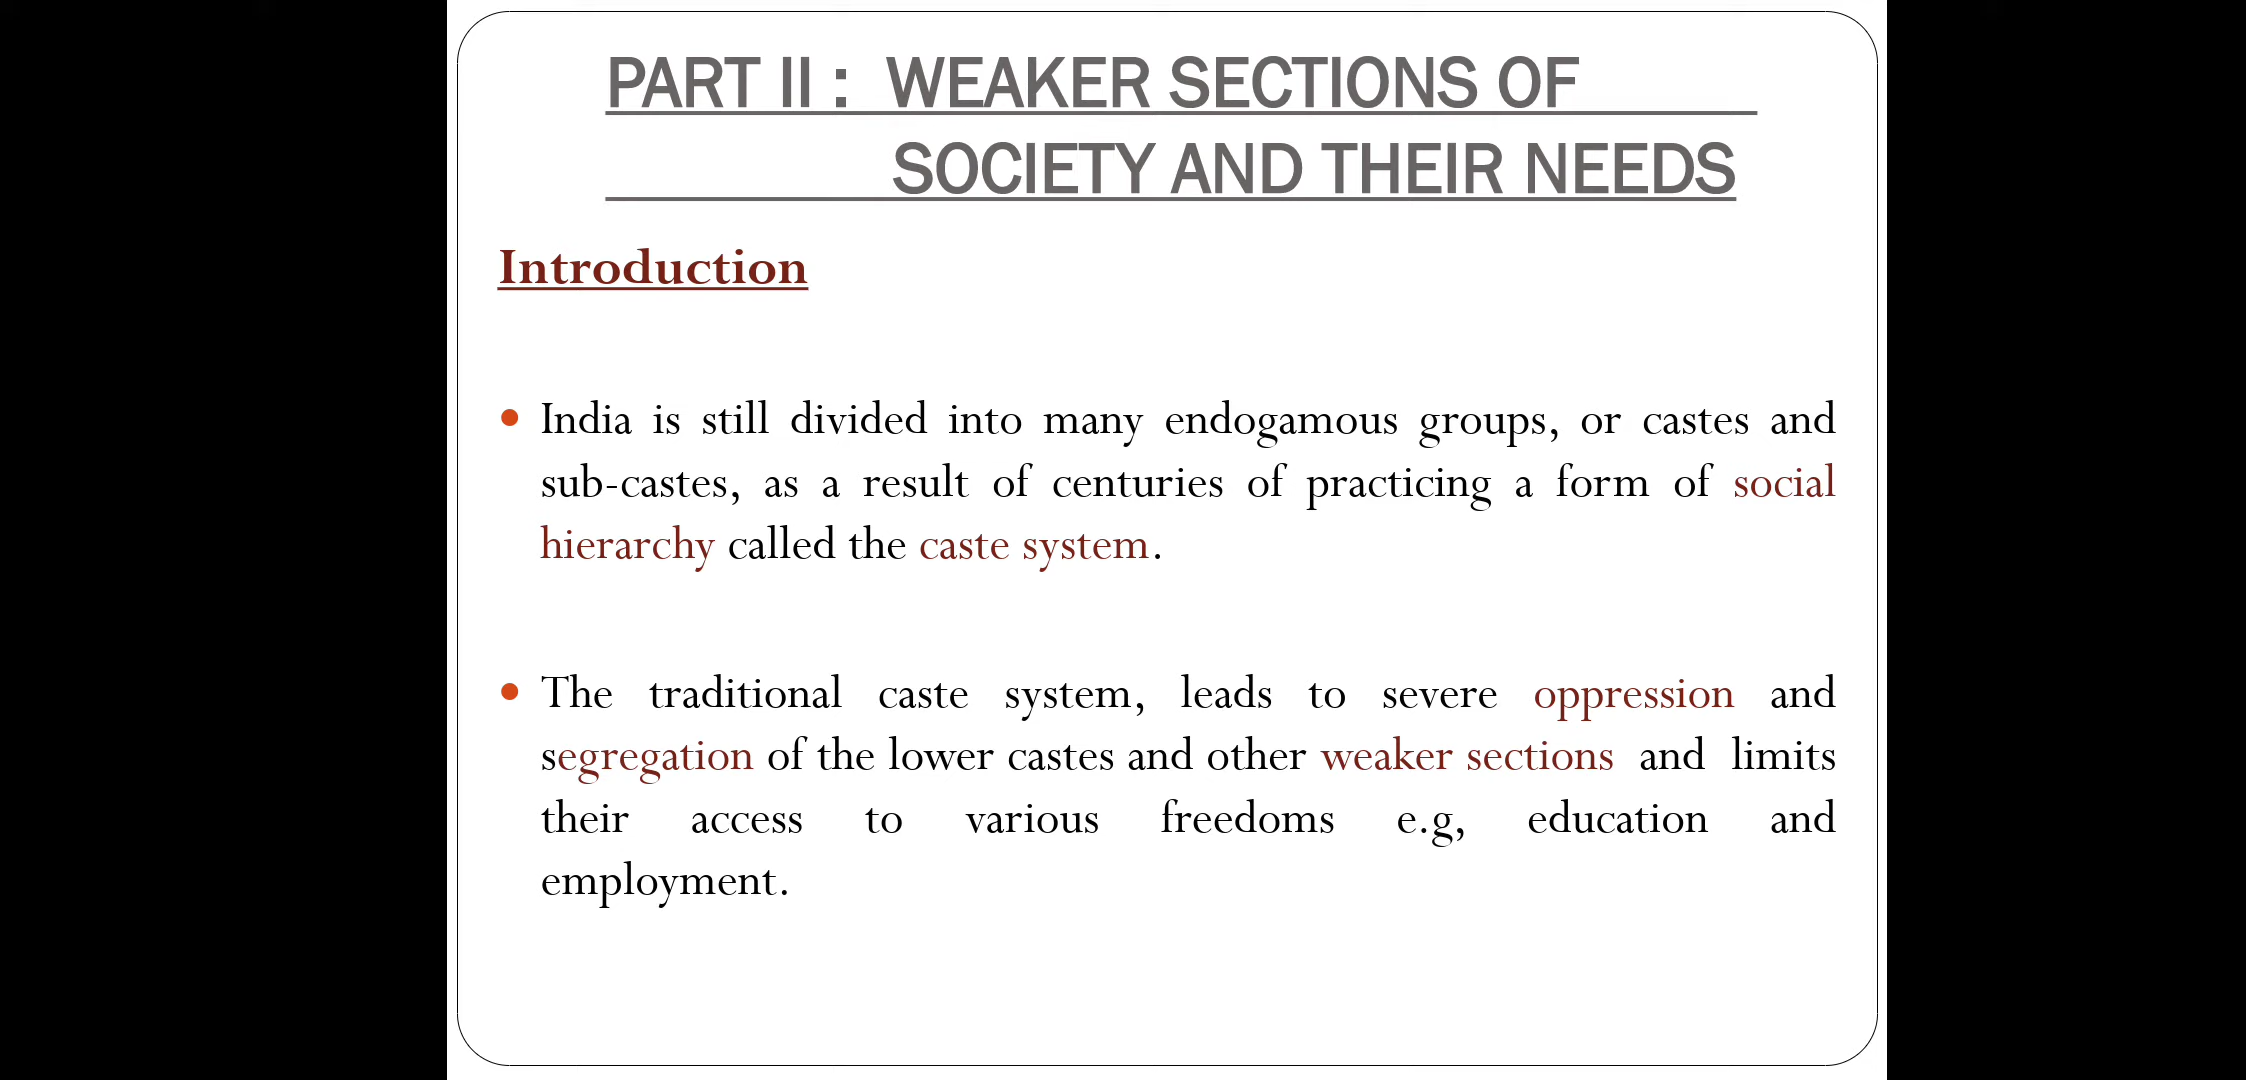 PART II : WEAKER SECTIONS OF
SOCIETY AND THEIR NEEDS
Introduction
• India is still divided into many endogamous groups, or castes and
sub-castes, as a result of centuries of practicing a form of social
hierarchy called the caste system.
• The traditional caste system, leads to severe oppression and
segregation of the lower castes and other weaker sections and limits
their access to various freedoms e.g, education and
employment.